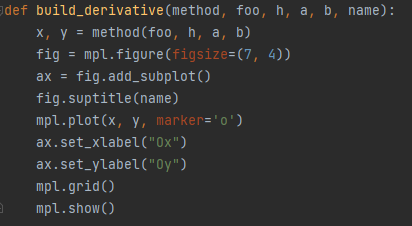 def build_derivative(method, foo, h, a, b, name):
    x, y = method(foo, h, a, b)
    fig = mpl.figure(figsize=(7, 4))
    ax = fig.add_subplot()
    fig.suptitle(name)
    mpl.plot(x, y, marker='o')
    ax.set_xlabel("Ox")
    ax.set_ylabel("Oy")
    mpl.grid()
    mpl.show()